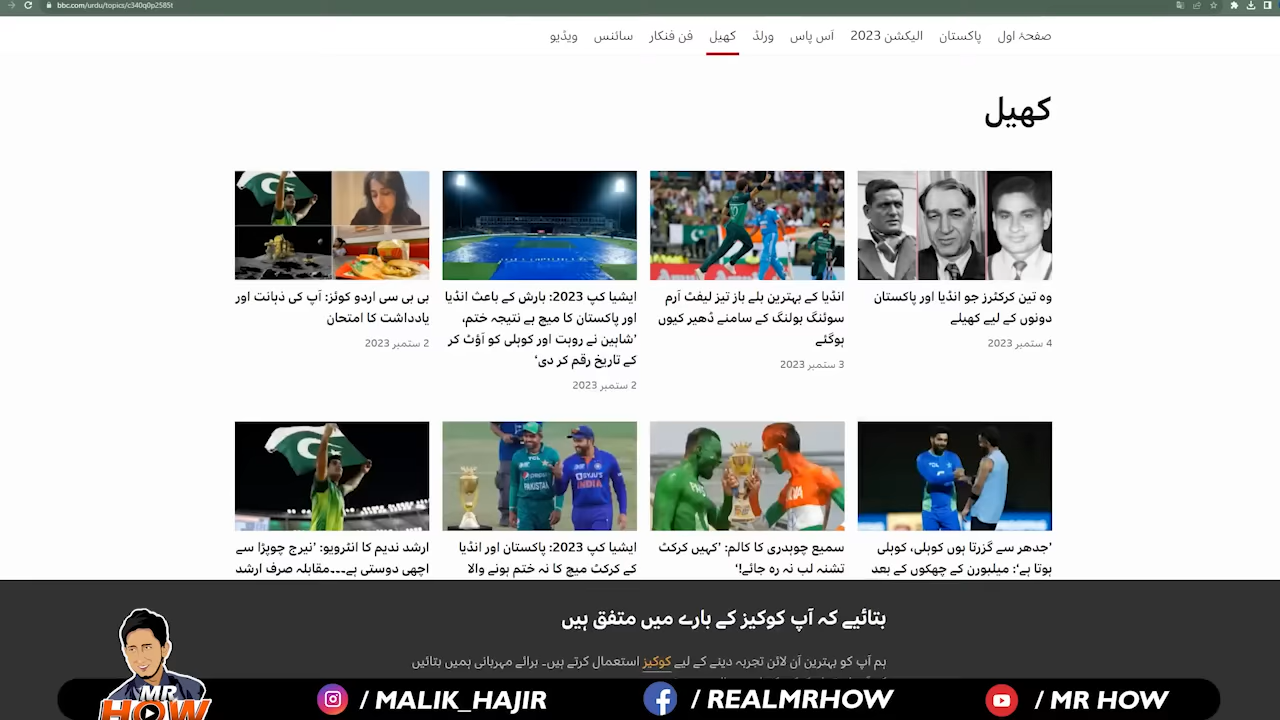 bbc.com/urdu/topics/c340q0p2585t
صفحۂ اول پاکستان الیکشن 2023 آس پاس ورلڈ کھیل فن فنکار سائنس ویڈیو
کھیل
وہ تین کرکٹرز جو انڈیا اور پاکستان
دونوں کے لیے کھیلے
4 ستمبر 2023
انڈیا کے بہترین بلے باز تیز لیفٹ آرم
سوئنگ بولنگ کے سامنے ڈھیر کیوں
ہوگئے
3 ستمبر 2023
ایشیا کپ 2023: بارش کے باعث انڈیا
اور پاکستان کا میچ بے نتیجہ ختم،
’شاہین نے روہت اور کوہلی کو آؤٹ کر
کے تاریخ رقم کر دی‘
2 ستمبر 2023
بی بی سی اردو کوئز: آپ کی ذہانت اور
یادداشت کا امتحان
2 ستمبر 2023
’جدھر سے گزرتا ہوں کوہلی، کوہلی
ہوتا ہے‘: میلبورن کے چھکوں کے بعد
سمیع چوہدری کا کالم: ’کہیں کرکٹ
تشنہ لب نہ رہ جائے!‘
ایشیا کپ 2023: پاکستان اور انڈیا
کے کرکٹ میچ کا نہ ختم ہونے والا
PAKISTAN
INDIA
ارشد ندیم کا انٹرویو: ’نیرج چوپڑا سے
اچھی دوستی ہے۔۔۔مقابلہ صرف ارشد
بتائیے کہ آپ کوکیز کے بارے میں متفق ہیں
ہم آپ کو بہترین آن لائن تجربہ دینے کے لیے کوکیز استعمال کرتے ہیں۔ برائے مہربانی ہمیں بتائیں
MR
HOW
/ MALIK_HAJIR
/ REALMRHOW
/ MR HOW